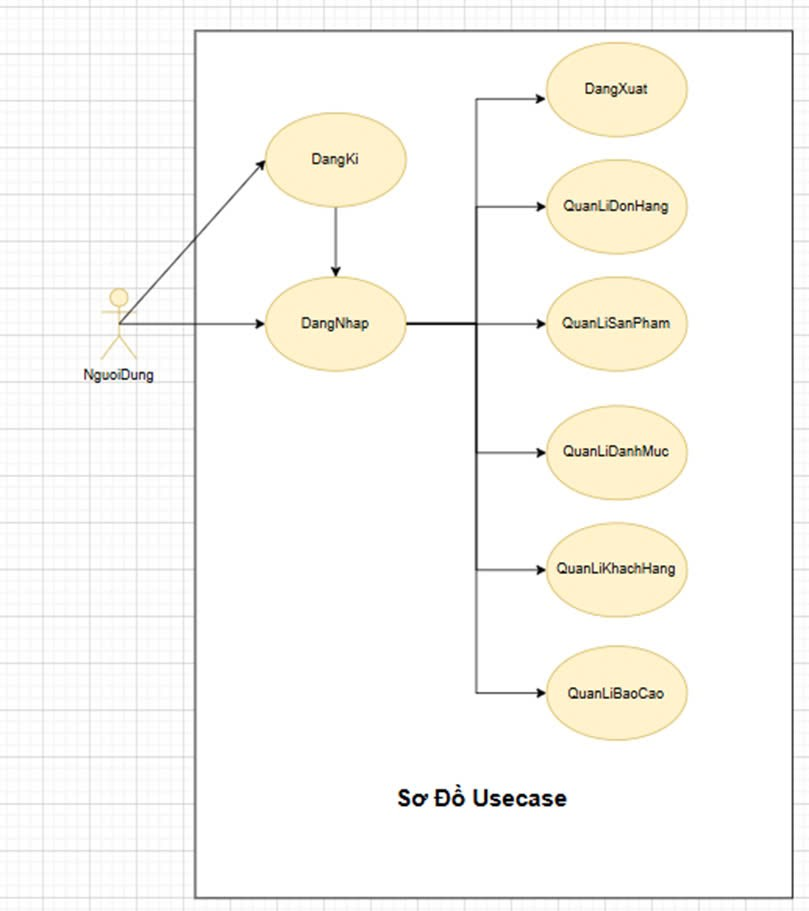 DangXuat
DangKi
QuanLiDonHang
DangNhap
QuanLiSanPham
NguoiDung
QuanLiDanhMuc
QuanLiKhachHang
QuanLiBaoCao
Sơ Đồ Usecase